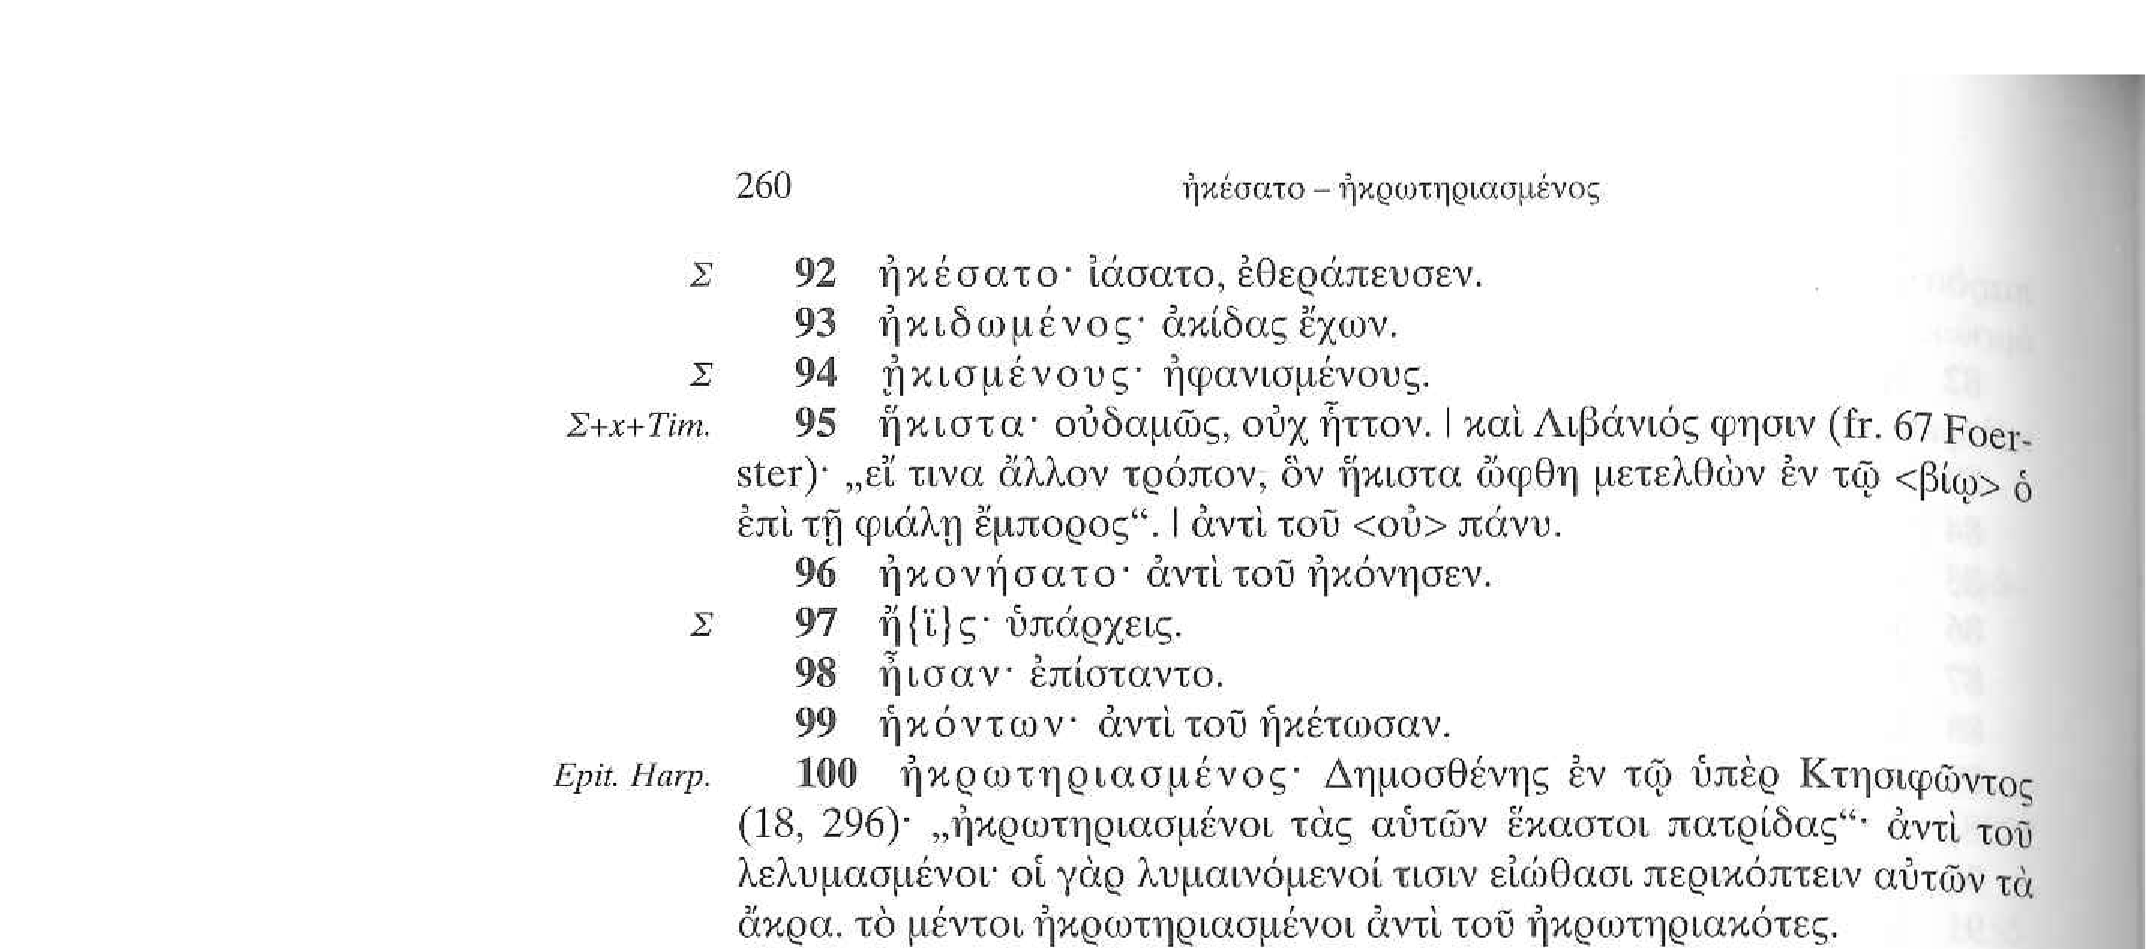 260 ἠκέσατο – ἠκρωτηριασμένος
Σ 92 ἠκέσατο· ἰάσατο, ἐθεράπευσεν.
93 ἠκιδωμένος· ἀκίδας ἔχων.
Σ 94 ᾐκισμένους· ἠφανισμένους.
Σ+x+Tim. 95 ἥκιστα· οὐδαμῶς, οὐχ ἧττον. | καὶ Λιβάνιός φησιν (fr. 67 Foer-
ster)· „εἴ τινα ἄλλον τρόπον, ὃν ἥκιστα ὤφθη μετελθὼν ἐν τῷ <βίῳ> ὁ
ἐπὶ τῇ φιάλῃ ἔμπορος“. | ἀντὶ τοῦ <οὐ> πάνυ.
96 ἠκονήσατο· ἀντὶ τοῦ ἠκόνησεν.
Σ 97 ἤ{ϊ}ς· ὑπάρχεις.
98 ἦισαν· ἐπίσταντο.
99 ἡκόντων· ἀντὶ τοῦ ἡκέτωσαν.
Epit. Harp. 100 ἠκρωτηριασμένος· Δημοσθένης ἐν τῷ ὑπὲρ Κτησιφῶντος
(18, 296)· „ἠκρωτηριασμένοι τὰς αὑτῶν ἕκαστοι πατρίδας“· ἀντὶ τοῦ
λελυμασμένοι· οἱ γὰρ λυμαινόμενοί τισιν εἰώθασι περικόπτειν αὐτῶν τὰ
ἄκρα. τὸ μέντοι ἠκρωτηριασμένοι ἀντὶ τοῦ ἠκρωτηριακότες.